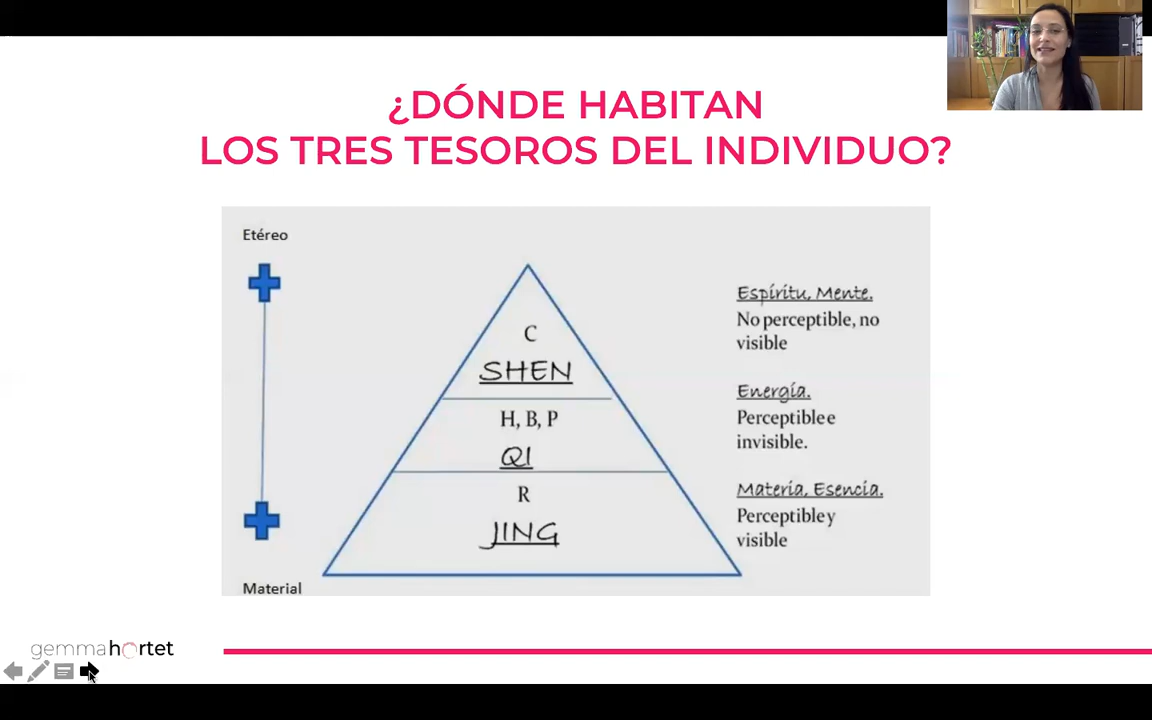 ¿DÓNDE HABITAN
LOS TRES TESOROS DEL INDIVIDUO?
Etéreo
C
SHEN
H, B, P
QI
R
JING
Material
Espíritu, Mente.
No perceptible, no
visible
Energía.
Perceptible e
invisible.
Materia, Esencia.
Perceptible y
visible
gemmahortet